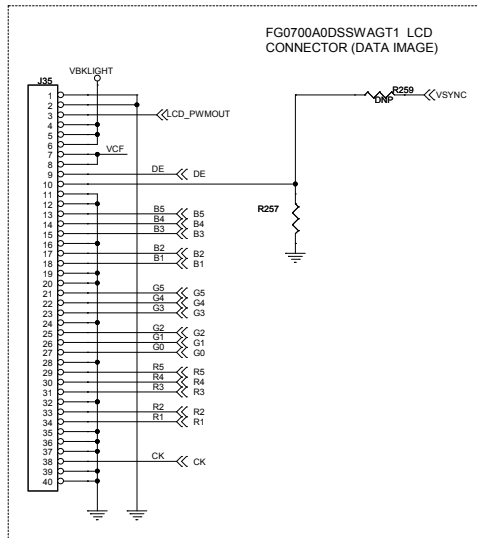 FG0700A0DSSWAGT1 LCD
CONNECTOR (DATA IMAGE)
VBKLIGHT
J35
R259
DNP
VSYNC
1
2
3 LCD_PWMOUT
4
5
6
7 VCF
8
9 DE DE
10
11
R257
12
13 B5 B5
14 B4 B4
15 B3 B3
16
17 B2 B2
18 B1 B1
19
20
21 G5 G5
22 G4 G4
23 G3 G3
24
25 G2 G2
26 G1 G1
27 G0 G0
28
29 R5 R5
30 R4 R4
31 R3 R3
32
33 R2 R2
34 R1 R1
35
36
37
38 CK CK
39
40